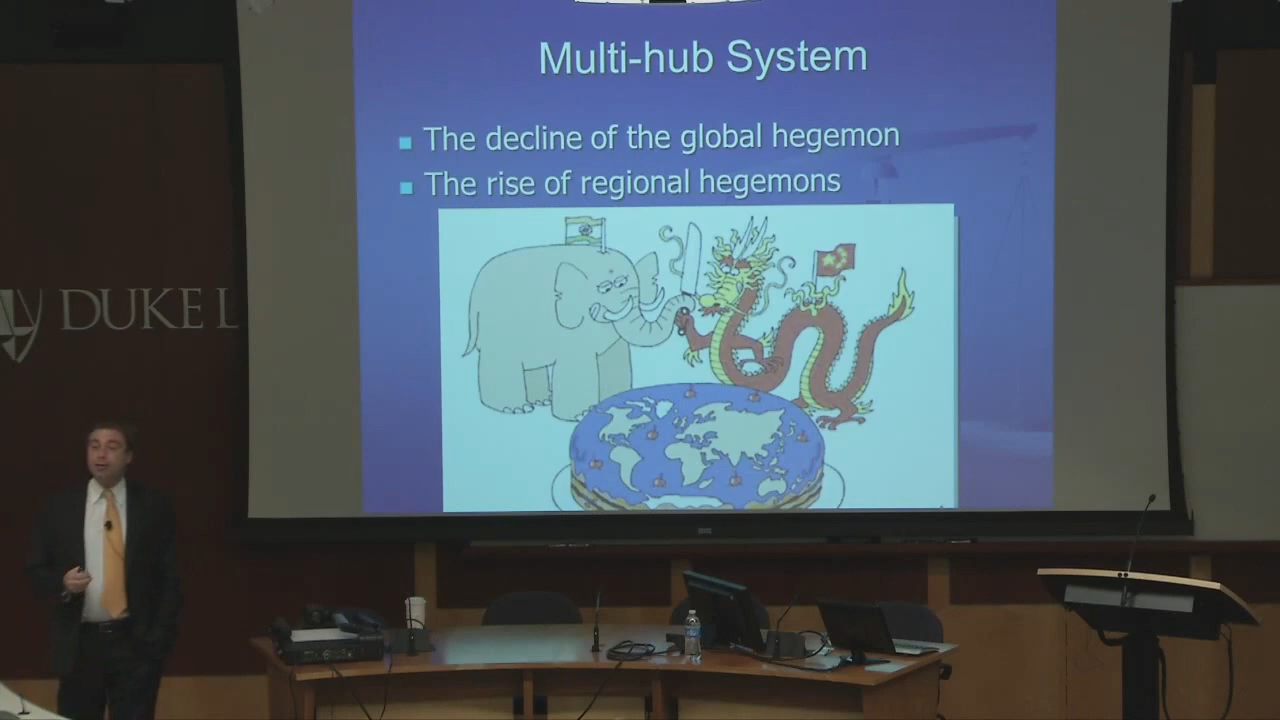 Multi-hub System
The decline of the global hegemon
The rise of regional hegemons
DUKE L